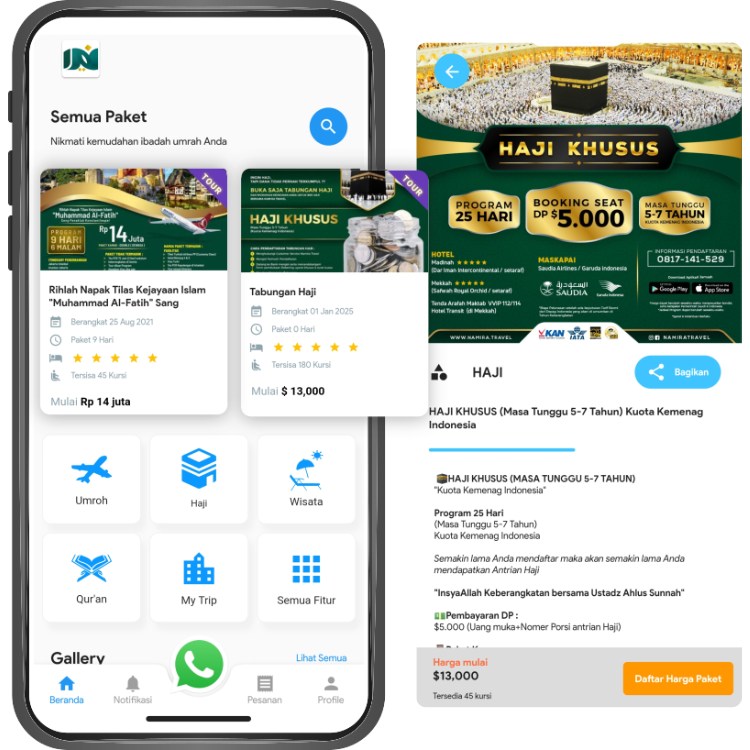 Semua Paket
Nikmati kemudahan ibadah umrah Anda
TOUR
Rihlah Napak Tilas Kejayaan Islam
"Muhammad Al-Fatih"
PROGRAM
9 HARI
6 MALAM
Rp 14 Juta
Rihlah Napak Tilas Kejayaan Islam
"Muhammad Al-Fatih" Sang
Berangkat 25 Aug 2021
Paket 9 Hari
Tersisa 45 Kursi
Mulai Rp 14 juta
TOUR
BUKA SAJA TABUNGAN HAJI
HAJI KHUSUS
Tabungan Haji
Berangkat 01 Jan 2025
Paket 0 Hari
Tersisa 180 Kursi
Mulai $ 13,000
Umroh
Haji
Wisata
Qur'an
My Trip
Semua Fitur
Gallery
Lihat Semua
Beranda
Notifikasi
Pesanan
Profile
HAJI KHUSUS
PROGRAM
25 HARI
BOOKING SEAT
DP $5.000
MASA TUNGGU
5-7 TAHUN
KUOTA KEMENAG INDONESIA
HOTEL
Madinah
(Dar Iman Intercontinental / setaraf)
Mekkah
(Safwah Royal Orchid / setaraf)
Tenda Arafah Maktab VVIP 112/114
Hotel Transit (di Mekkah)
MASKAPAI
Saudia Airlines / Garuda Indonesia
SAUDIA
Garuda Indonesia
INFORMASI PENDAFTARAN
0817-141-529
Google Play
App Store
WWW.NAMIRA.TRAVEL
KAN
IATA
NAMIRATRAVEL
HAJI
Bagikan
HAJI KHUSUS (Masa Tunggu 5-7 Tahun) Kuota Kemenag
Indonesia
🕋HAJI KHUSUS (MASA TUNGGU 5-7 TAHUN)
"Kuota Kemenag Indonesia"
Program 25 Hari
(Masa Tunggu 5-7 Tahun)
Kuota Kemenag Indonesia
Semakin lama Anda mendaftar maka akan semakin lama Anda
mendapatkan Antrian Haji
"InsyaAllah Keberangkatan bersama Ustadz Ahlus Sunnah"
💵Pembayaran DP :
$5.000 (Uang muka+Nomer Porsi antrian Haji)
Harga mulai
$13,000
Tersedia 45 kursi
Daftar Harga Paket